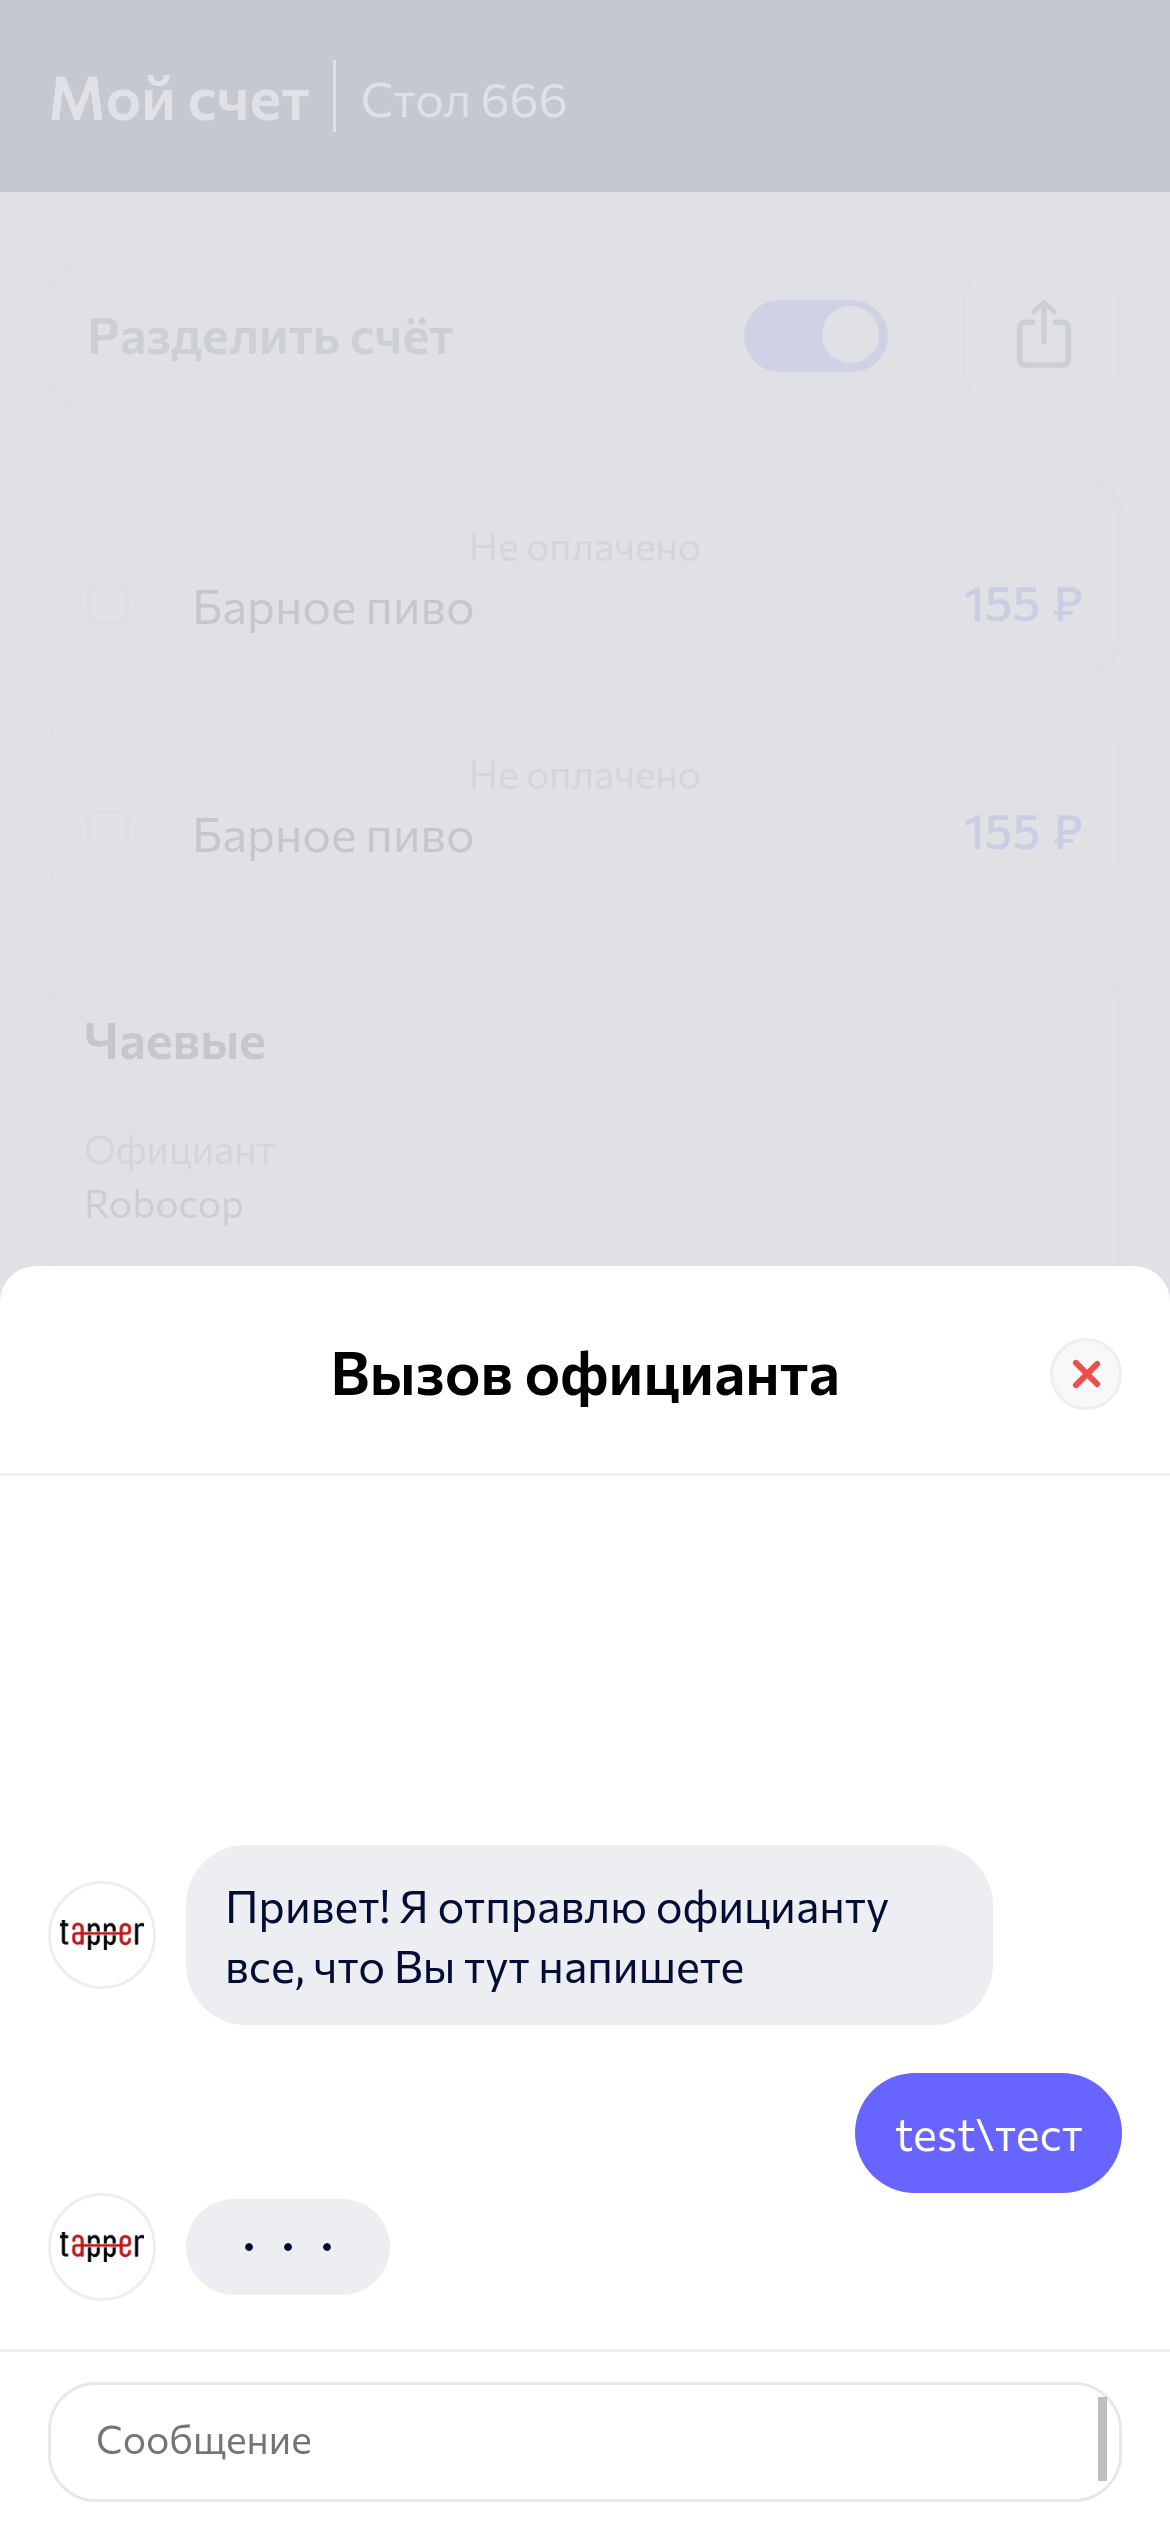 Мой счет
Стол 666
Разделить счёт
Не оплачено
Барное пиво
155 ₽
Не оплачено
Барное пиво
155 ₽
Чаевые
Официант
Robocop
Вызов официанта
tapper
Привет! Я отправлю официанту
все, что Вы тут напишете
test\тест
tapper
. . .
Сообщение